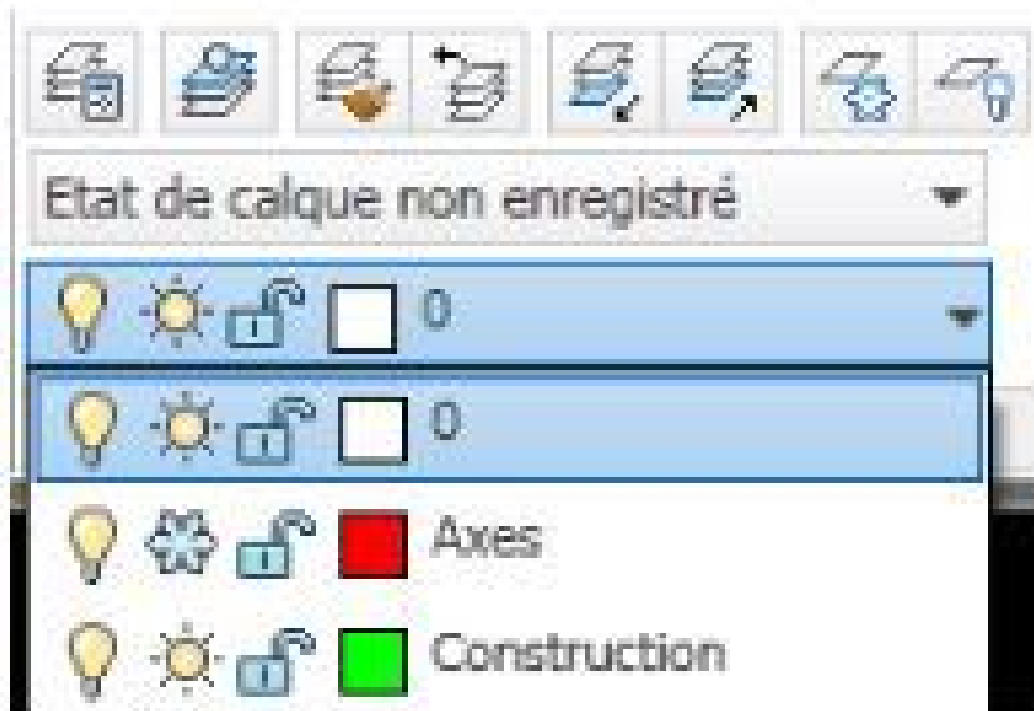 Etat de calque non enregistré
0
0
Axes
Construction